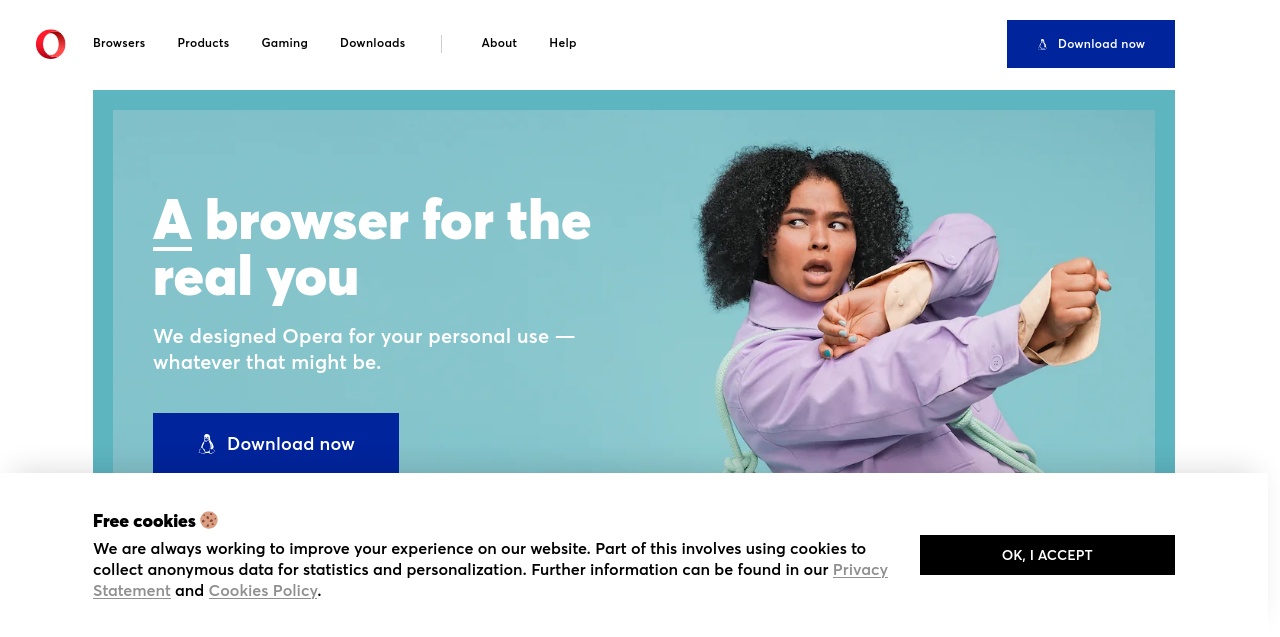 Browsers
Products
Gaming
Downloads
About
Help
Download now
A browser for the
real you
We designed Opera for your personal use —
whatever that might be.
Download now
Free cookies 🍪
We are always working to improve your experience on our website. Part of this involves using cookies to
collect anonymous data for statistics and personalization. Further information can be found in our Privacy
Statement and Cookies Policy.
OK, I ACCEPT